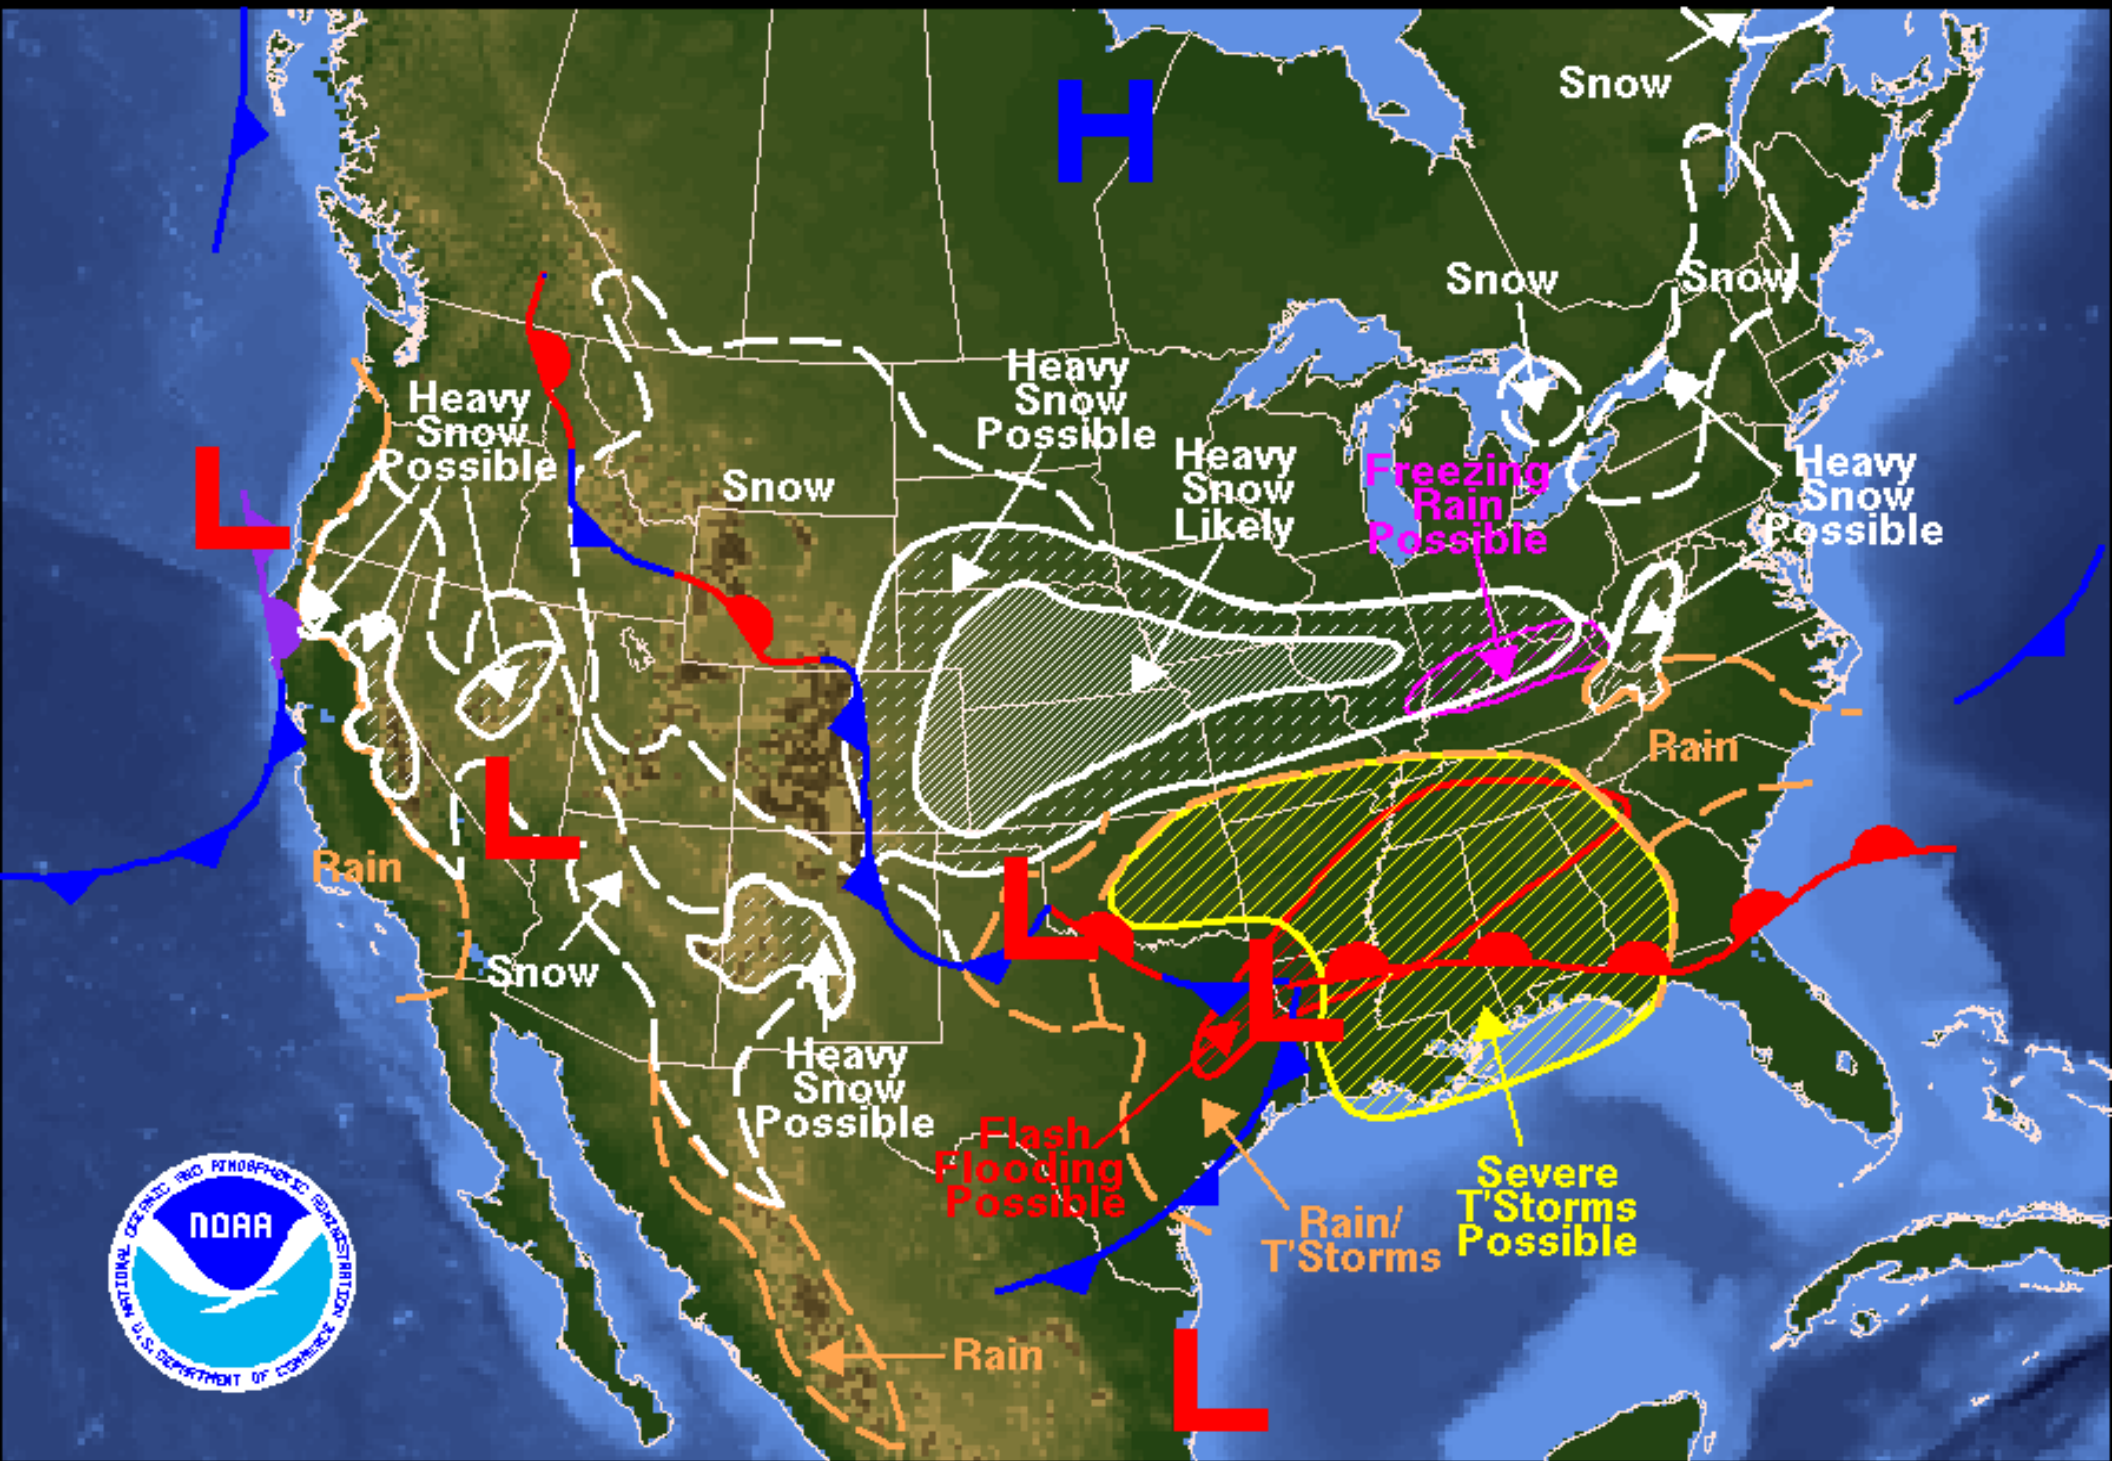 H
Snow
Snow
Snow
Heavy
Snow
Possible
Heavy
Snow
Possible
Heavy
Snow
Likely
Freezing
Rain
Possible
Heavy
Snow
Possible
L
Snow
Rain
L
Rain
L
L
Snow
Heavy
Snow
Possible
Flash
Flooding
Possible
Severe
T'Storms
Possible
Rain/
T'Storms
NATIONAL OCEANIC AND ATMOSPHERIC ADMINISTRATION
NOAA
U.S. DEPARTMENT OF COMMERCE
Rain
L